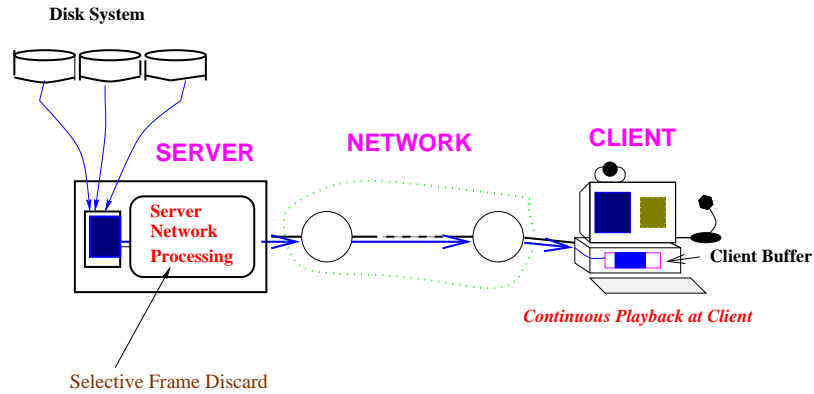 Disk System
SERVER
NETWORK
CLIENT
Server
Network
Processing
Client Buffer
Continuous Playback at Client
Selective Frame Discard